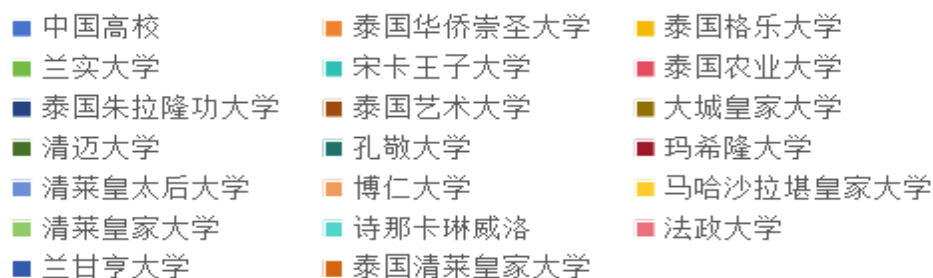 中国高校 泰国华侨崇圣大学 泰国格乐大学
兰实大学 宋卡王子大学 泰国农业大学
泰国朱拉隆功大学 泰国艺术大学 大城皇家大学
清迈大学 孔敬大学 玛希隆大学
清莱皇太后大学 博仁大学 马哈沙拉堪皇家大学
清莱皇家大学 诗那卡琳威洛 法政大学
兰甘亨大学 泰国清莱皇家大学